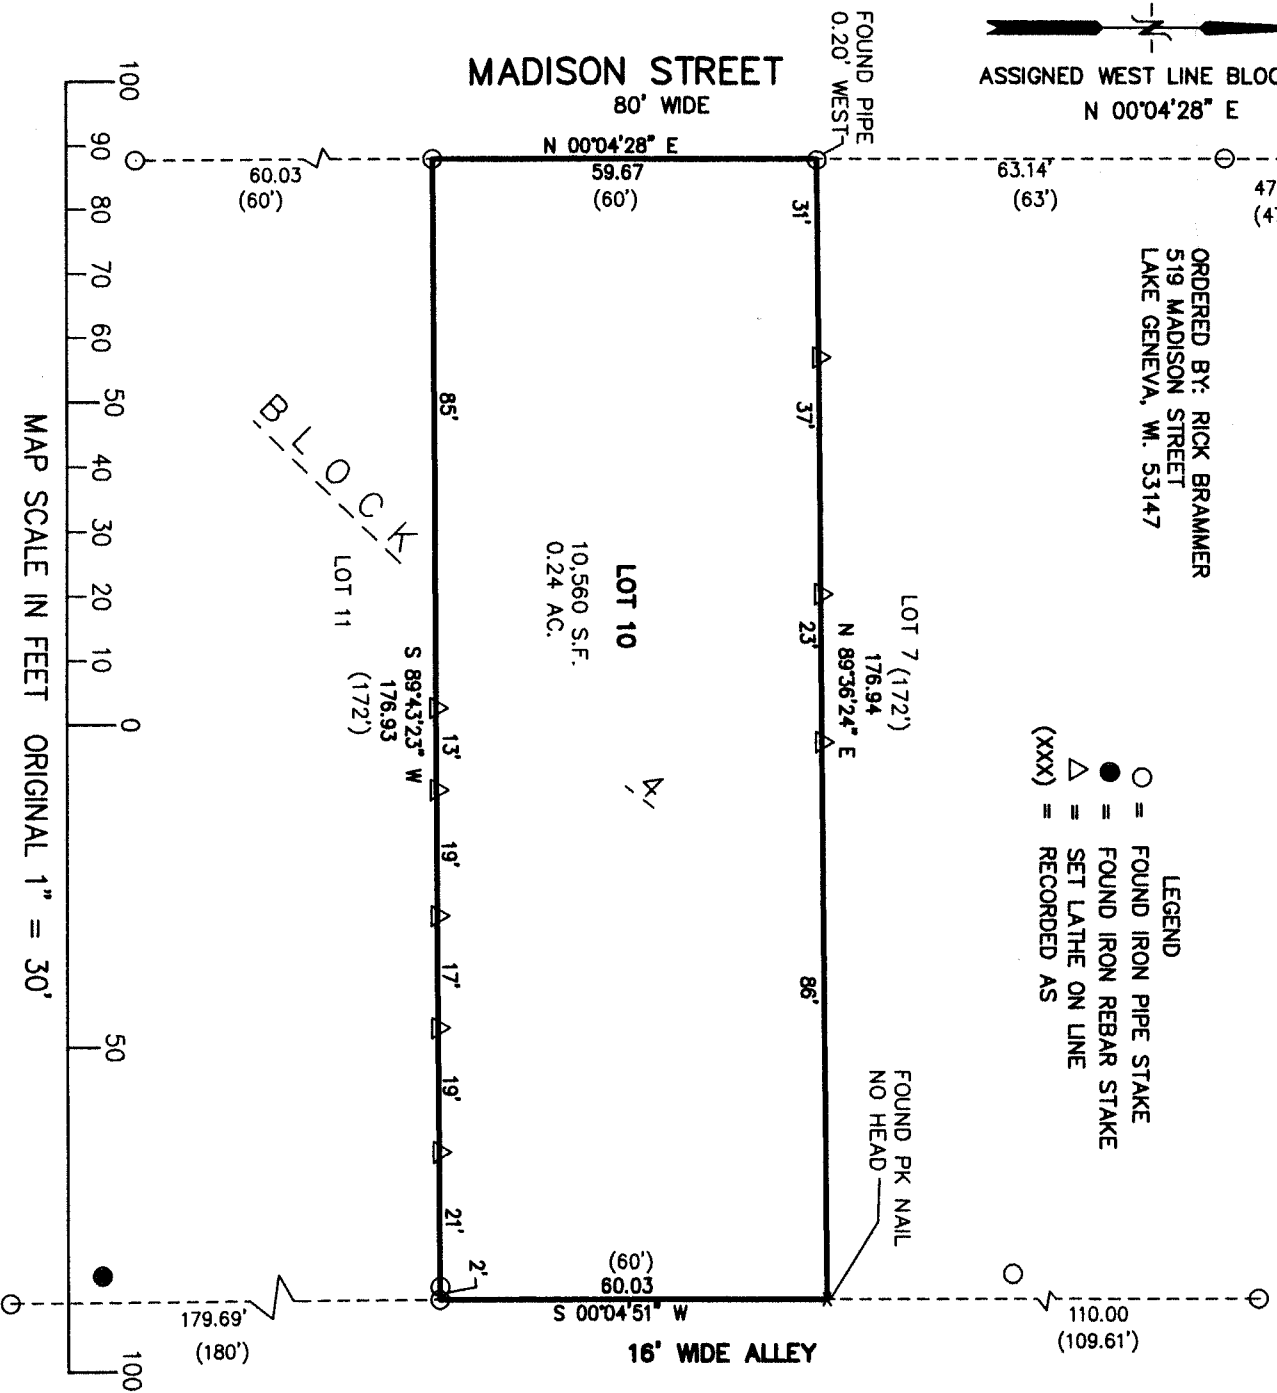 ASSIGNED WEST LINE BLOC
N 00°04'28" E
MADISON STREET
80' WIDE
FOUND PIPE
0.20' WEST
N 00°04'28" E
59.67
(60')
60.03
(60')
63.14'
(63')
47
(47
ORDERED BY: RICK BRAMMER
519 MADISON STREET
LAKE GENEVA, WI. 53147
31'
37'
23'
86'
LOT 7
(172')
176.94
N 89°36'24" E
LOT 10
10,560 S.F.
0.24 AC.
BLOCK
4
LOT 11
S 89°43'23" W
176.93
(172')
85'
13'
19'
17'
19'
21'
2'
LEGEND
= FOUND IRON PIPE STAKE
= FOUND IRON REBAR STAKE
= SET LATHE ON LINE
(XXX) = RECORDED AS
FOUND PK NAIL
NO HEAD
(60')
60.03
S 00°04'51" W
16' WIDE ALLEY
179.69'
(180')
110.00
(109.61')
100 90 80 70 60 50 40 30 20 10 0 50 100
MAP SCALE IN FEET ORIGINAL 1" = 30'